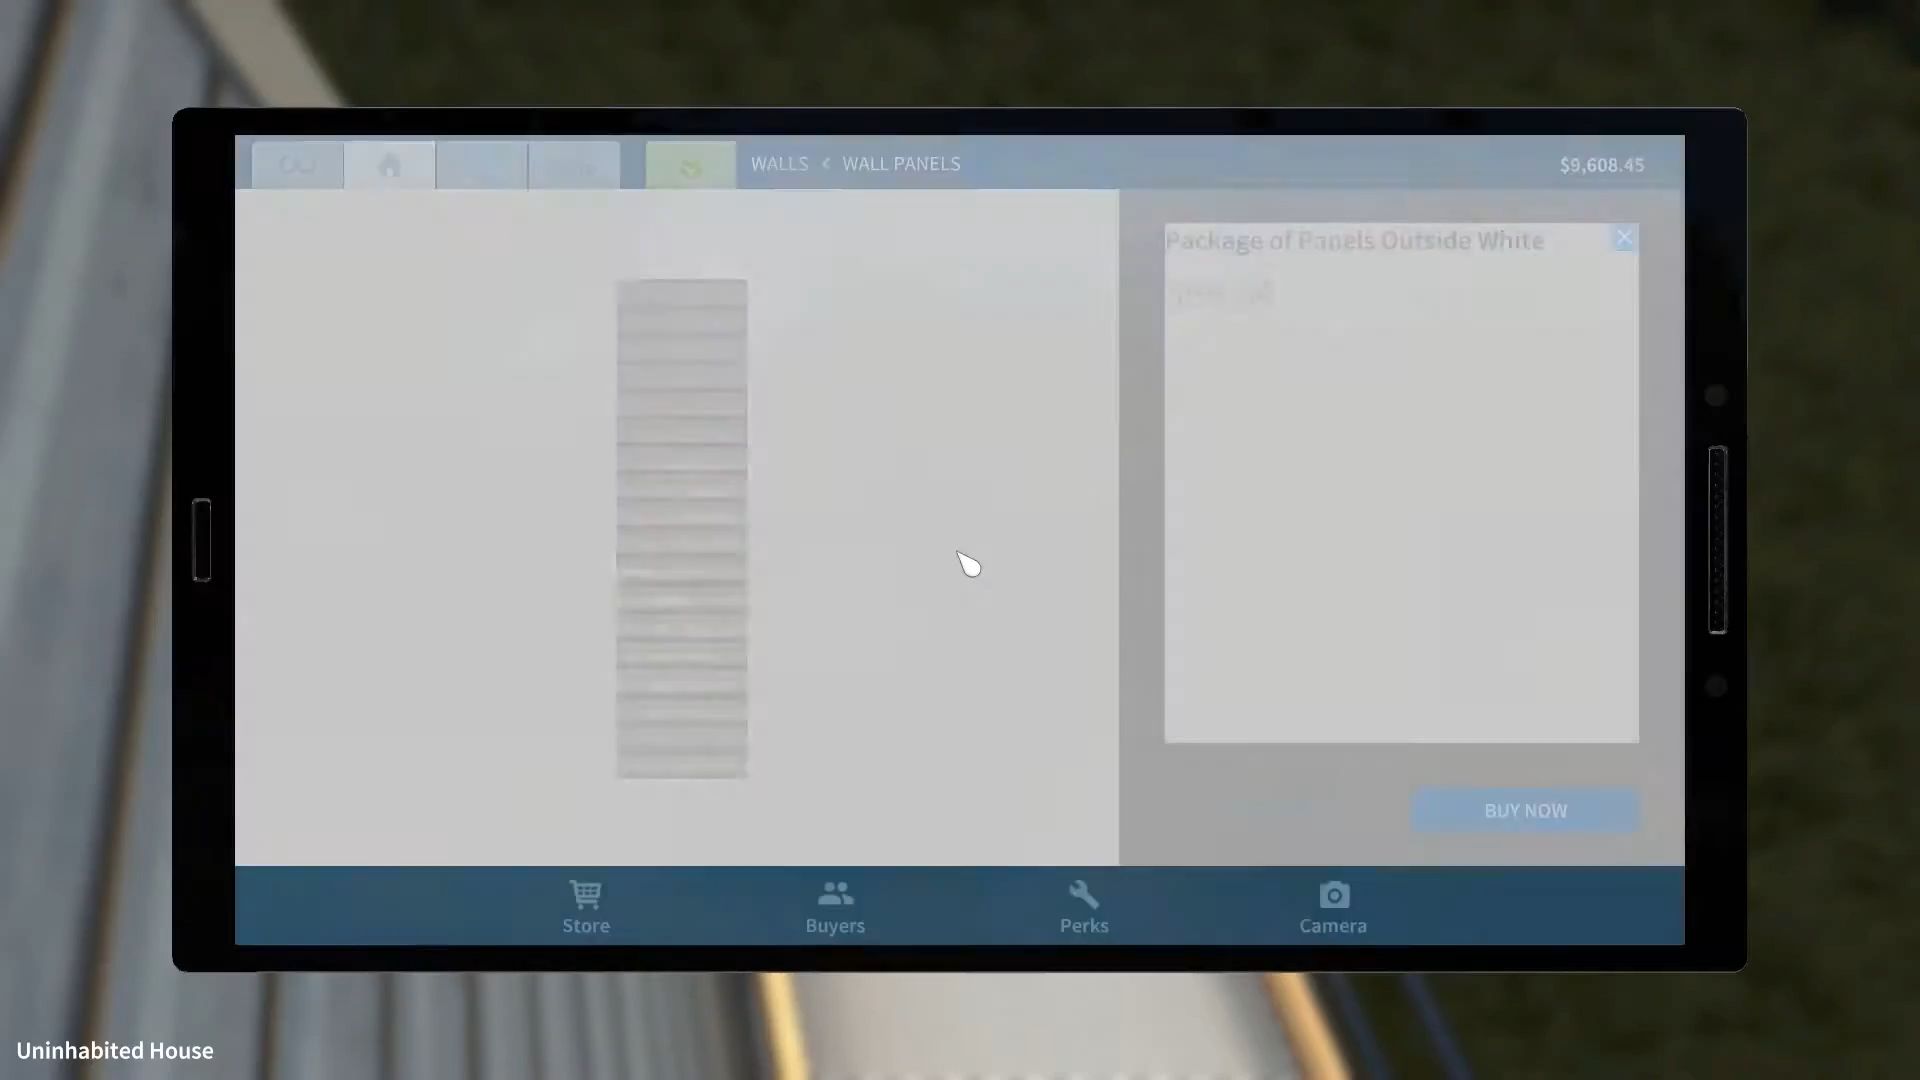 WALLS < WALL PANELS
$9,608.45
Package of Panels Outside White
BUY NOW
Store
Buyers
Perks
Camera
Uninhabited House